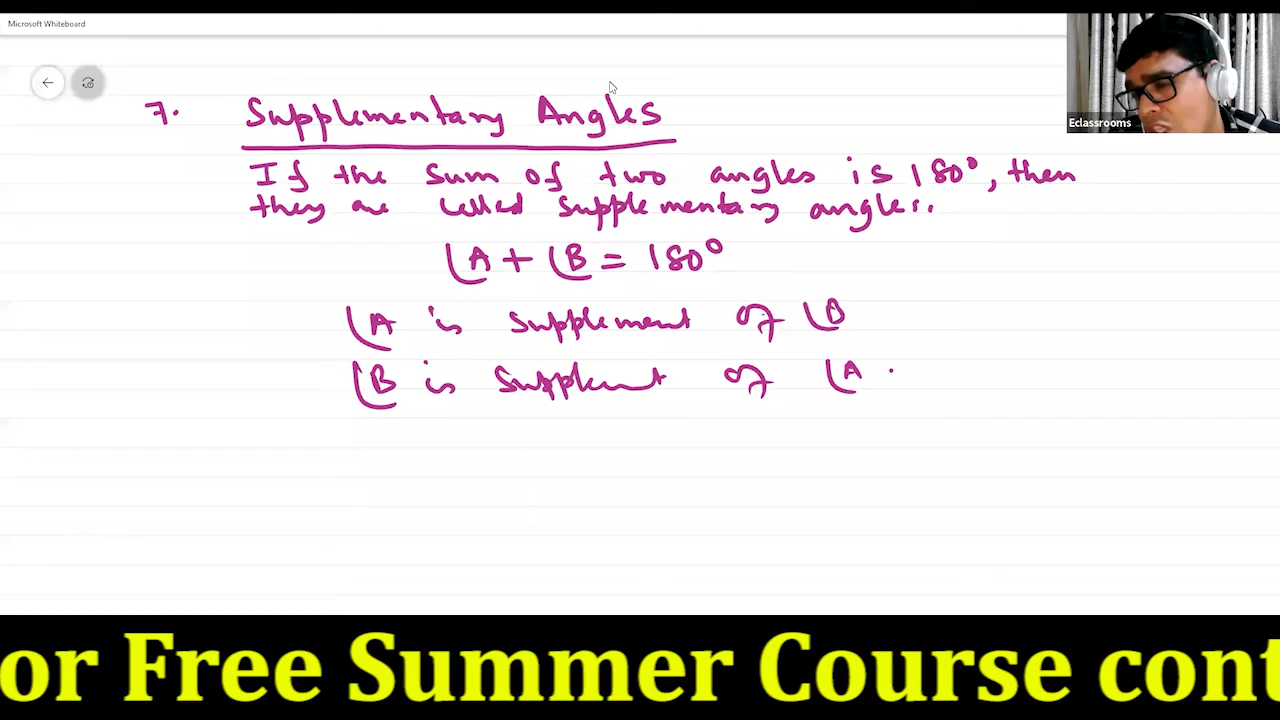 Microsoft Whiteboard
Eclassrooms
7. Supplementary Angles
If the sum of two angles is 180°, then
they are called supplementary angles.
∠A + ∠B = 180°
∠A is supplement of ∠B
∠B is supplement of ∠A.
or Free Summer Course cont